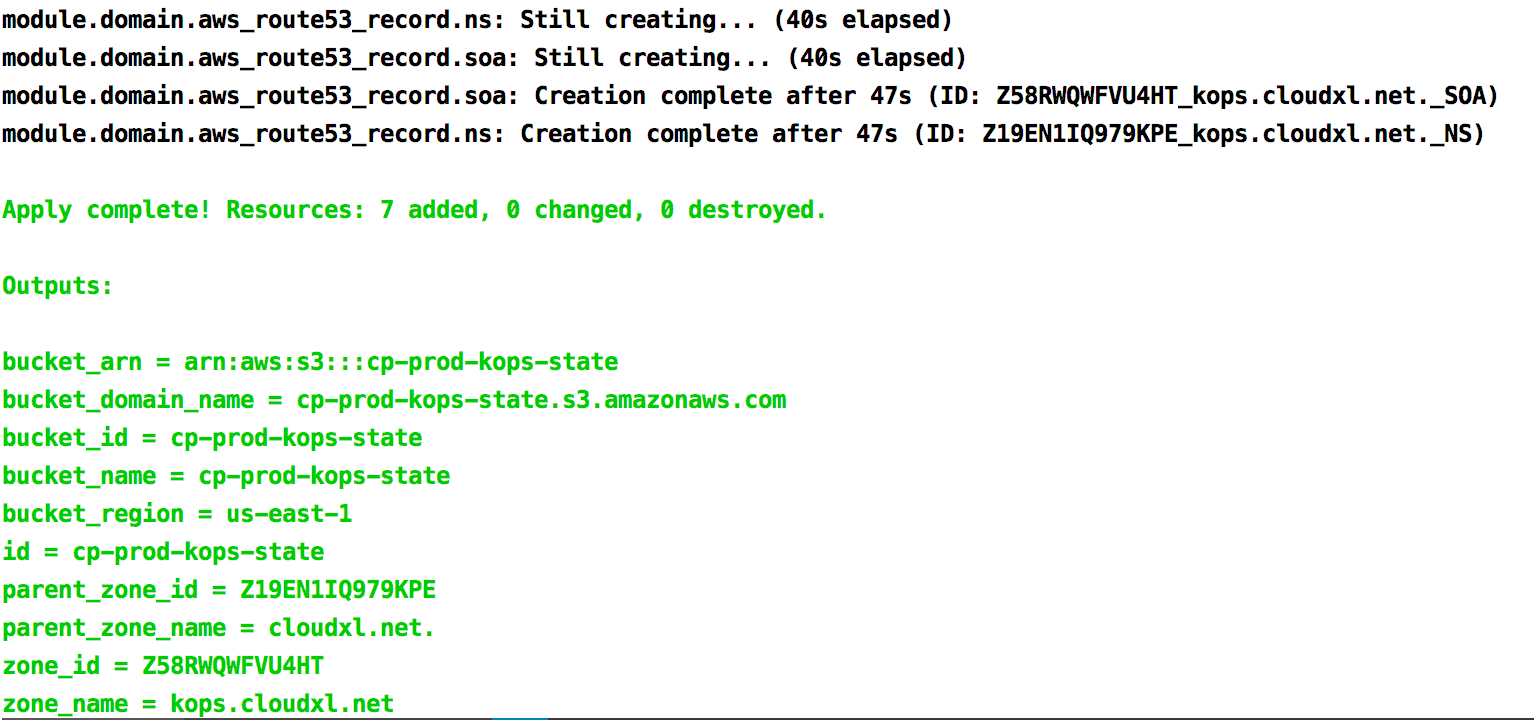 module.domain.aws_route53_record.ns: Still creating... (40s elapsed)
module.domain.aws_route53_record.soa: Still creating... (40s elapsed)
module.domain.aws_route53_record.soa: Creation complete after 47s (ID: Z58RWQWFVU4HT_kops.cloudxl.net._SOA)
module.domain.aws_route53_record.ns: Creation complete after 47s (ID: Z19EN1IQ979KPE_kops.cloudxl.net._NS)
Apply complete! Resources: 7 added, 0 changed, 0 destroyed.
Outputs:
bucket_arn = arn:aws:s3:::cp-prod-kops-state
bucket_domain_name = cp-prod-kops-state.s3.amazonaws.com
bucket_id = cp-prod-kops-state
bucket_name = cp-prod-kops-state
bucket_region = us-east-1
id = cp-prod-kops-state
parent_zone_id = Z19EN1IQ979KPE
parent_zone_name = cloudxl.net.
zone_id = Z58RWQWFVU4HT
zone_name = kops.cloudxl.net